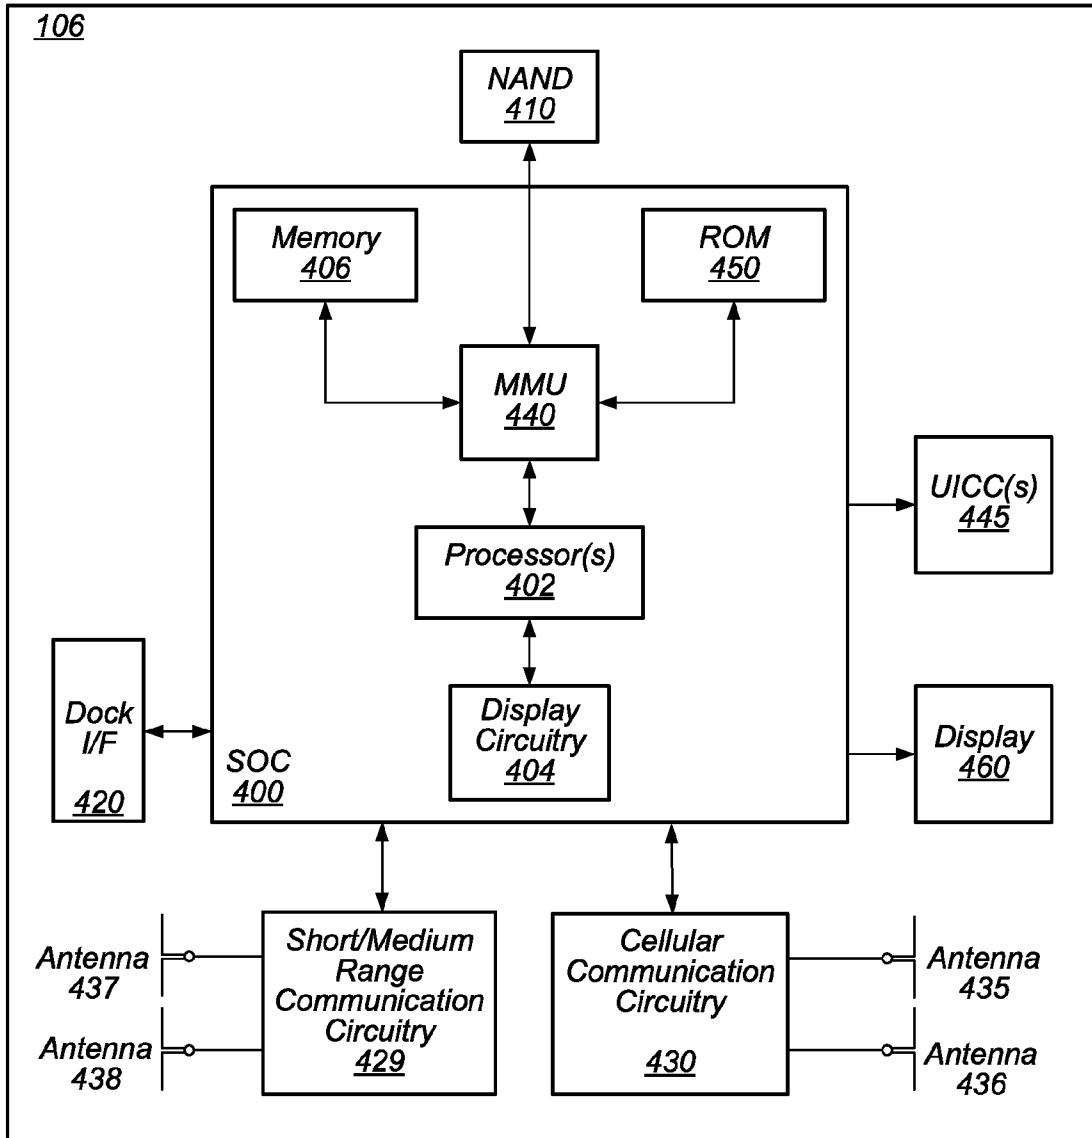 106
NAND
410
Memory
406
ROM
450
MMU
440
UICC(s)
445
Processor(s)
402
Dock
I/F
420
Display
Circuitry
404
SOC
400
Display
460
Short/Medium
Range
Communication
Circuitry
429
Cellular
Communication
Circuitry
430
Antenna
437
Antenna
438
Antenna
435
Antenna
436